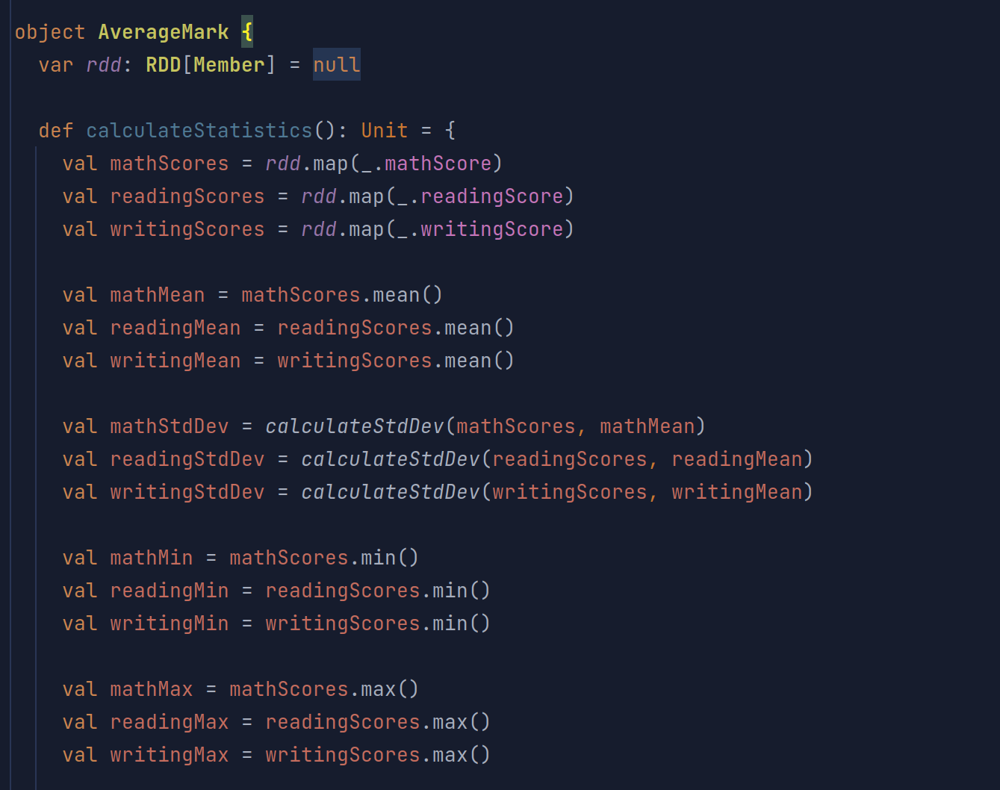 object AverageMark {
  var rdd: RDD[Member] = null
  def calculateStatistics(): Unit = {
    val mathScores = rdd.map(_.mathScore)
    val readingScores = rdd.map(_.readingScore)
    val writingScores = rdd.map(_.writingScore)
    val mathMean = mathScores.mean()
    val readingMean = readingScores.mean()
    val writingMean = writingScores.mean()
    val mathStdDev = calculateStdDev(mathScores, mathMean)
    val readingStdDev = calculateStdDev(readingScores, readingMean)
    val writingStdDev = calculateStdDev(writingScores, writingMean)
    val mathMin = mathScores.min()
    val readingMin = readingScores.min()
    val writingMin = writingScores.min()
    val mathMax = mathScores.max()
    val readingMax = readingScores.max()
    val writingMax = writingScores.max()